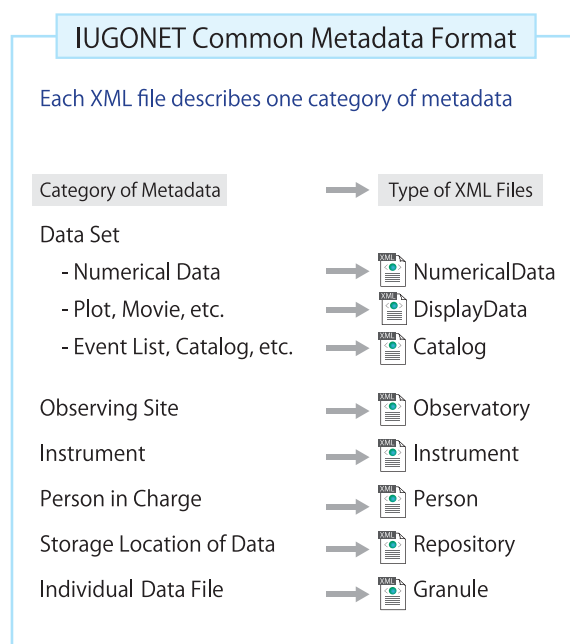 IUGONET Common Metadata Format
Each XML file describes one category of metadata
Category of Metadata Type of XML Files
Data Set
- Numerical Data XML NumericalData
- Plot, Movie, etc. XML DisplayData
- Event List, Catalog, etc. XML Catalog
Observing Site XML Observatory
Instrument XML Instrument
Person in Charge XML Person
Storage Location of Data XML Repository
Individual Data File XML Granule